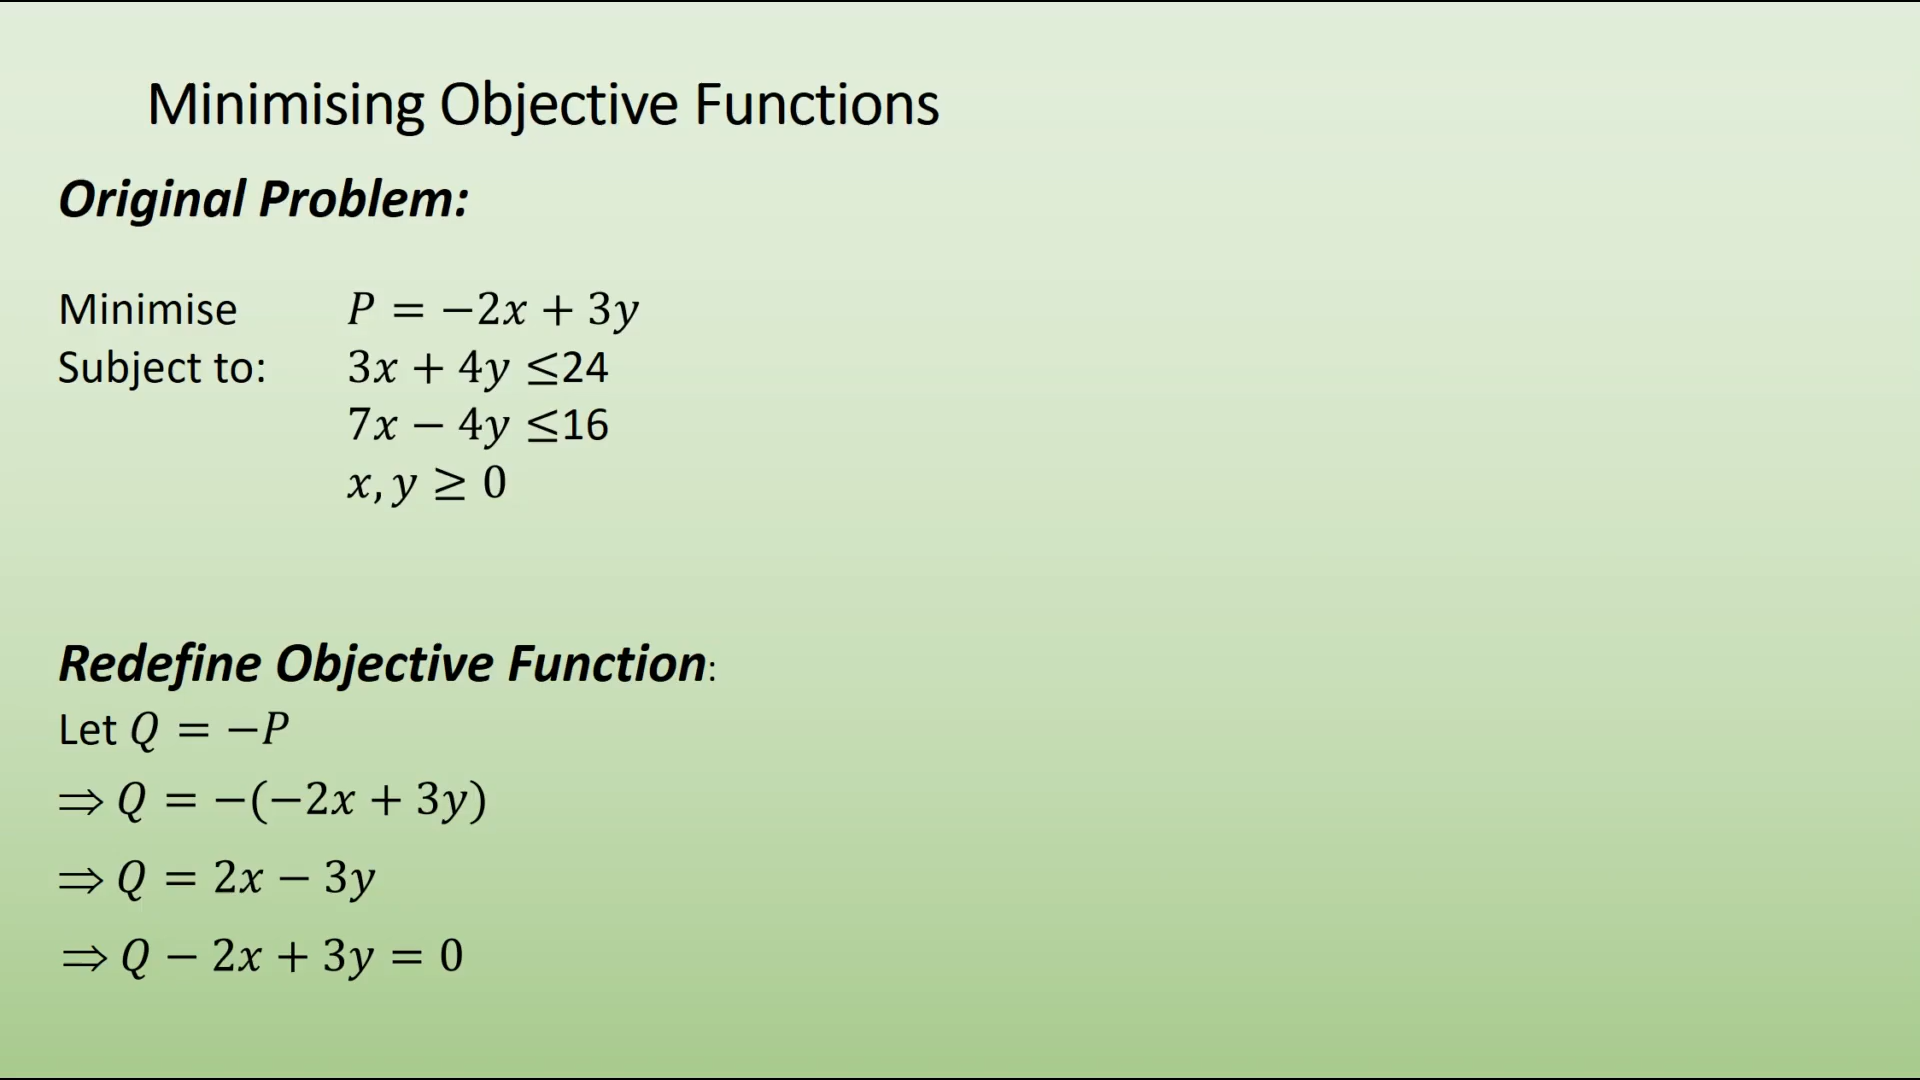 Minimising Objective Functions
Original Problem:
Minimise P = −2x + 3y
Subject to: 3x + 4y ≤24
7x − 4y ≤16
x, y ≥ 0
Redefine Objective Function:
Let Q = −P
⇒ Q = −(−2x + 3y)
⇒ Q = 2x − 3y
⇒ Q − 2x + 3y = 0